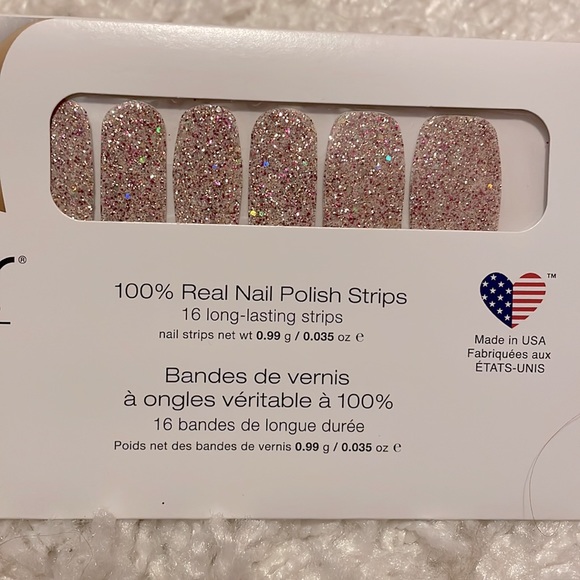 ®
100% Real Nail Polish Strips
16 long-lasting strips
nail strips net wt 0.99 g / 0.035 oz ℮
Bandes de vernis
à ongles véritable à 100%
16 bandes de longue durée
Poids net des bandes de vernis 0.99 g / 0.035 oz ℮
™
Made in USA
Fabriquées aux
ÉTATS-UNIS